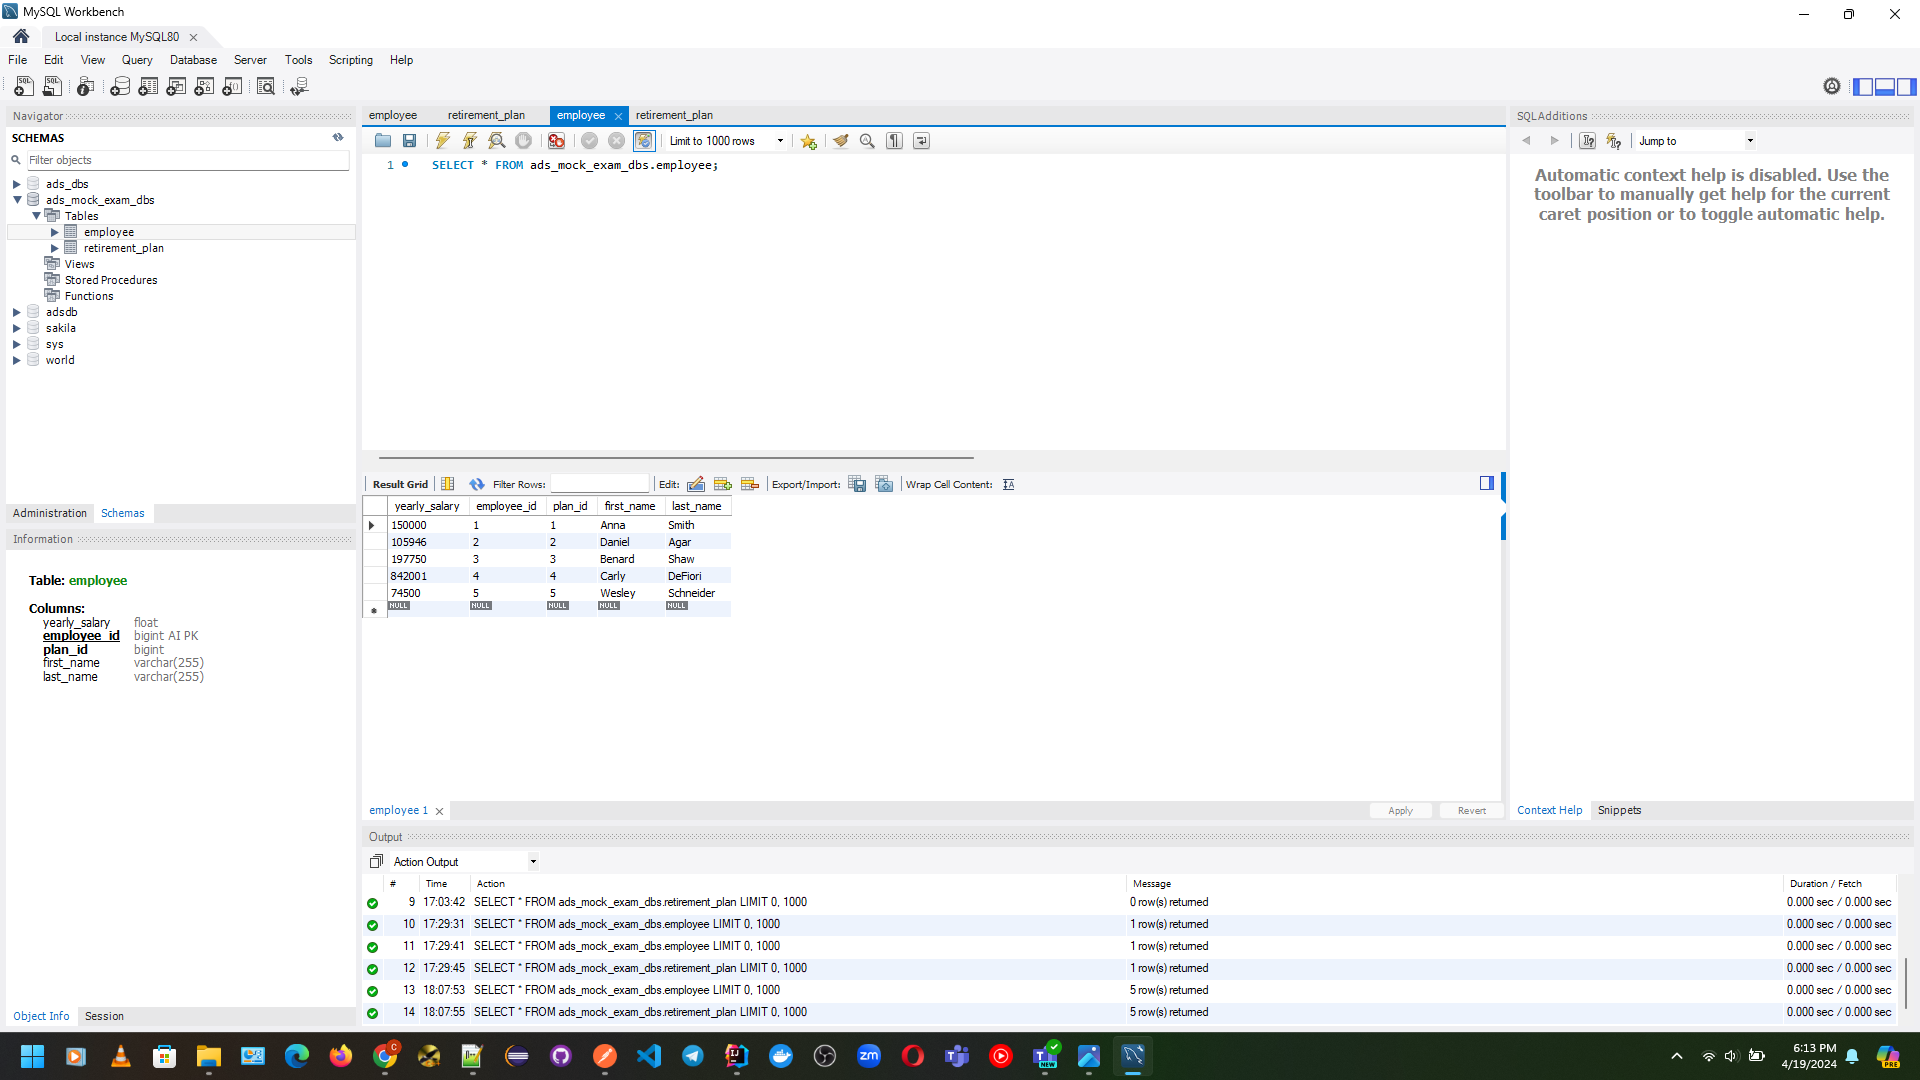 MySQL Workbench
Local instance MySQL80
File Edit View Query Database Server Tools Scripting Help
Navigator
SCHEMAS
Filter objects
ads_dbs
ads_mock_exam_dbs
Tables
employee
retirement_plan
Views
Stored Procedures
Functions
adsdb
sakila
sys
world
Administration Schemas
Information
Table: employee
Columns:
yearly_salary float
employee_id bigint AI PK
plan_id bigint
first_name varchar(255)
last_name varchar(255)
Object Info Session
employee retirement_plan employee retirement_plan
Limit to 1000 rows
1 SELECT * FROM ads_mock_exam_dbs.employee;
Result Grid Filter Rows: Edit: Export/Import: Wrap Cell Content:
yearly_salary employee_id plan_id first_name last_name
150000 1 1 Anna Smith
105946 2 2 Daniel Agar
197750 3 3 Benard Shaw
842001 4 4 Carly DeFiori
74500 5 5 Wesley Schneider
NULL NULL NULL NULL NULL
employee 1
Apply Revert
SQLAdditions
Jump to
Automatic context help is disabled. Use the
toolbar to manually get help for the current
caret position or to toggle automatic help.
Context Help Snippets
Output
Action Output
# Time Action Message Duration / Fetch
9 17:03:42 SELECT * FROM ads_mock_exam_dbs.retirement_plan LIMIT 0, 1000 0 row(s) returned 0.000 sec / 0.000 sec
10 17:29:31 SELECT * FROM ads_mock_exam_dbs.employee LIMIT 0, 1000 1 row(s) returned 0.000 sec / 0.000 sec
11 17:29:41 SELECT * FROM ads_mock_exam_dbs.employee LIMIT 0, 1000 1 row(s) returned 0.000 sec / 0.000 sec
12 17:29:45 SELECT * FROM ads_mock_exam_dbs.retirement_plan LIMIT 0, 1000 1 row(s) returned 0.000 sec / 0.000 sec
13 18:07:53 SELECT * FROM ads_mock_exam_dbs.employee LIMIT 0, 1000 5 row(s) returned 0.000 sec / 0.000 sec
14 18:07:55 SELECT * FROM ads_mock_exam_dbs.retirement_plan LIMIT 0, 1000 5 row(s) returned 0.000 sec / 0.000 sec
zm
NEW
6:13 PM
4/19/2024
PRE